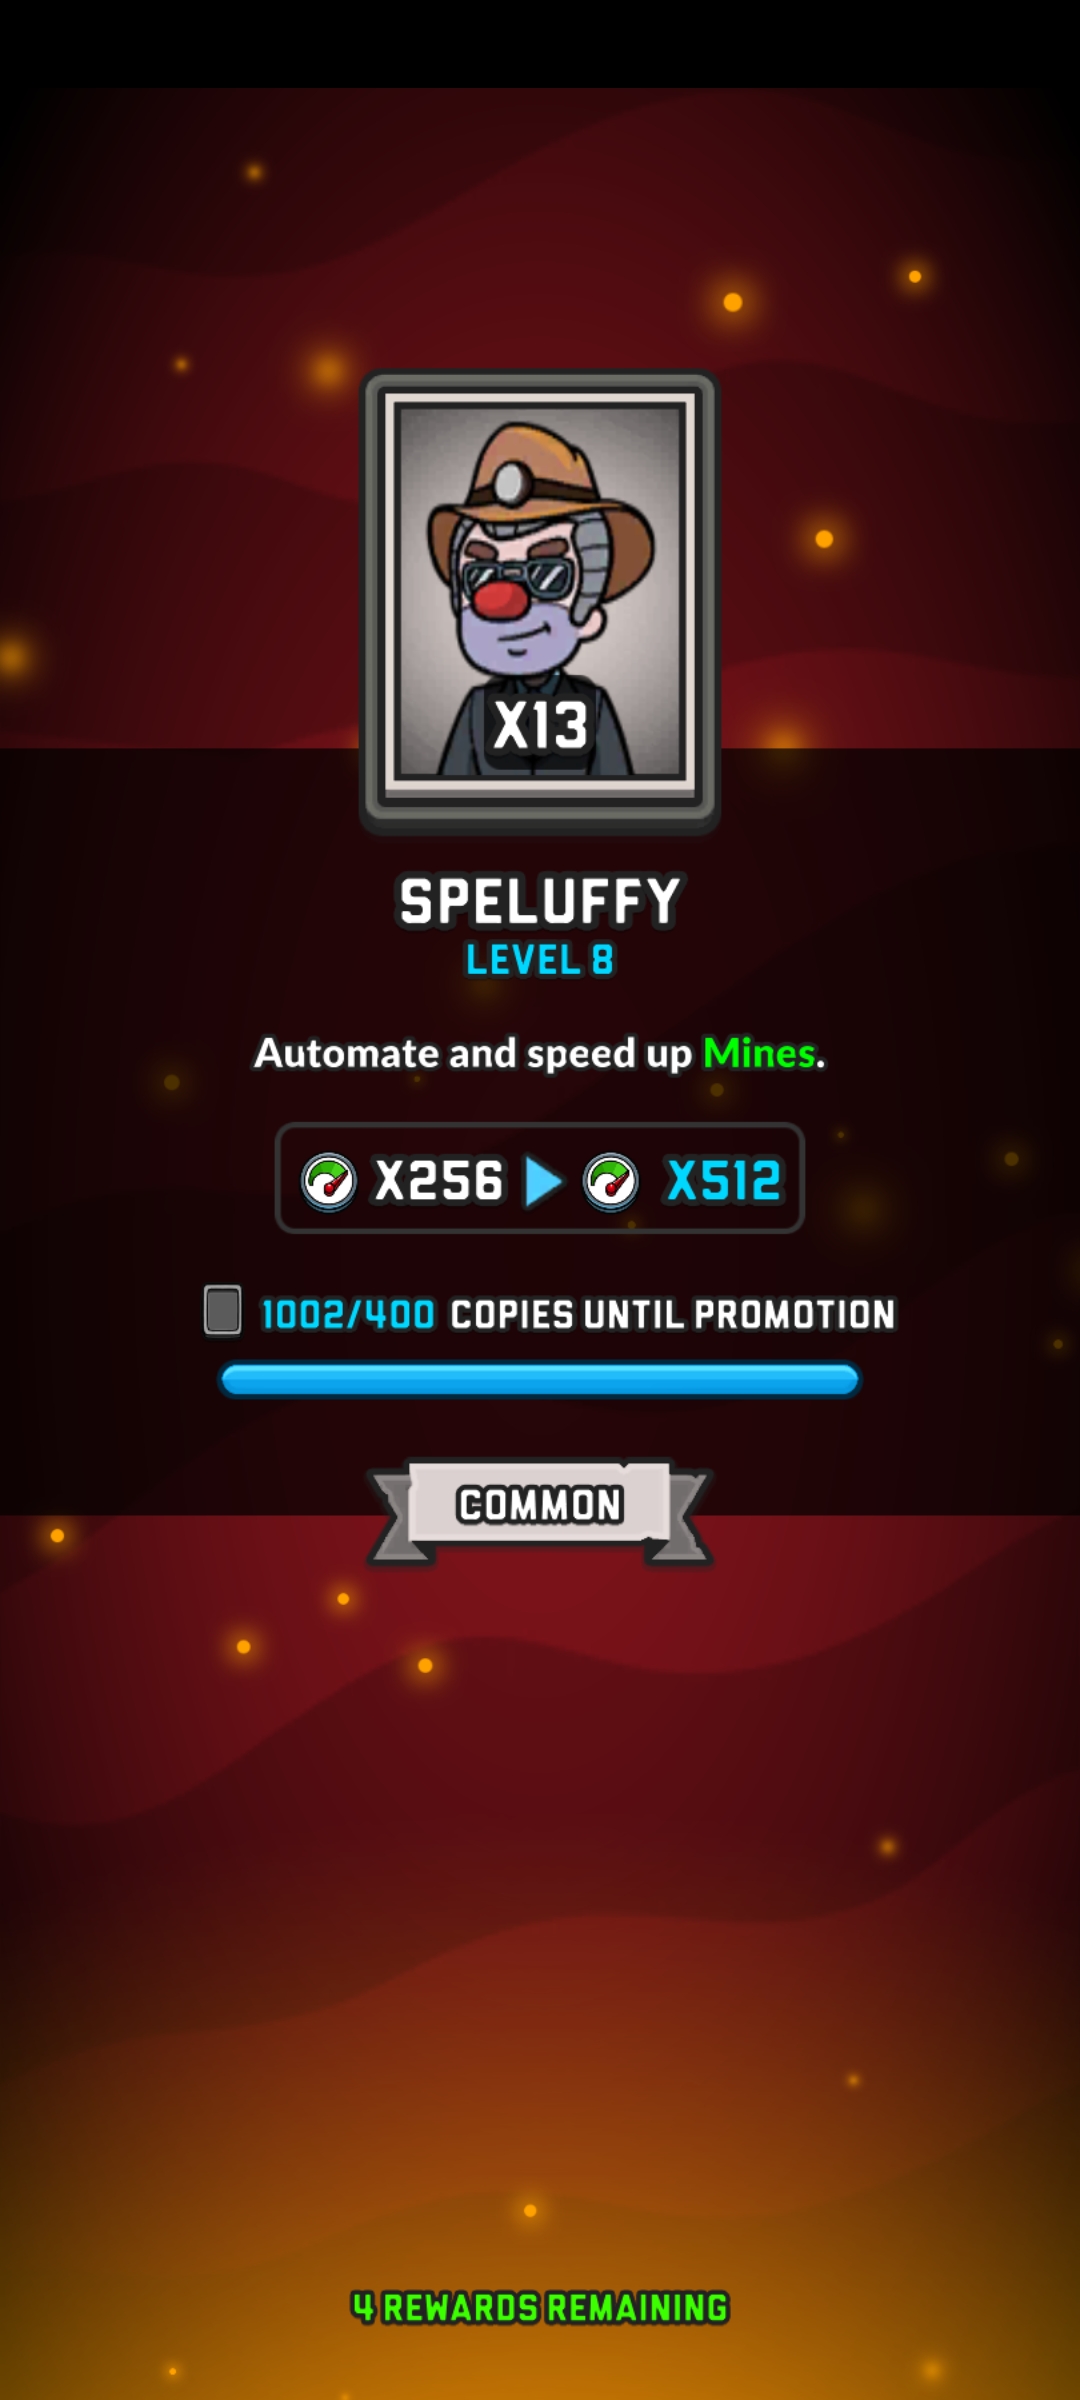 X13
SPELUFFY
LEVEL 8
Automate and speed up Mines.
X256 X512
1002/400 COPIES UNTIL PROMOTION
COMMON
4 REWARDS REMAINING